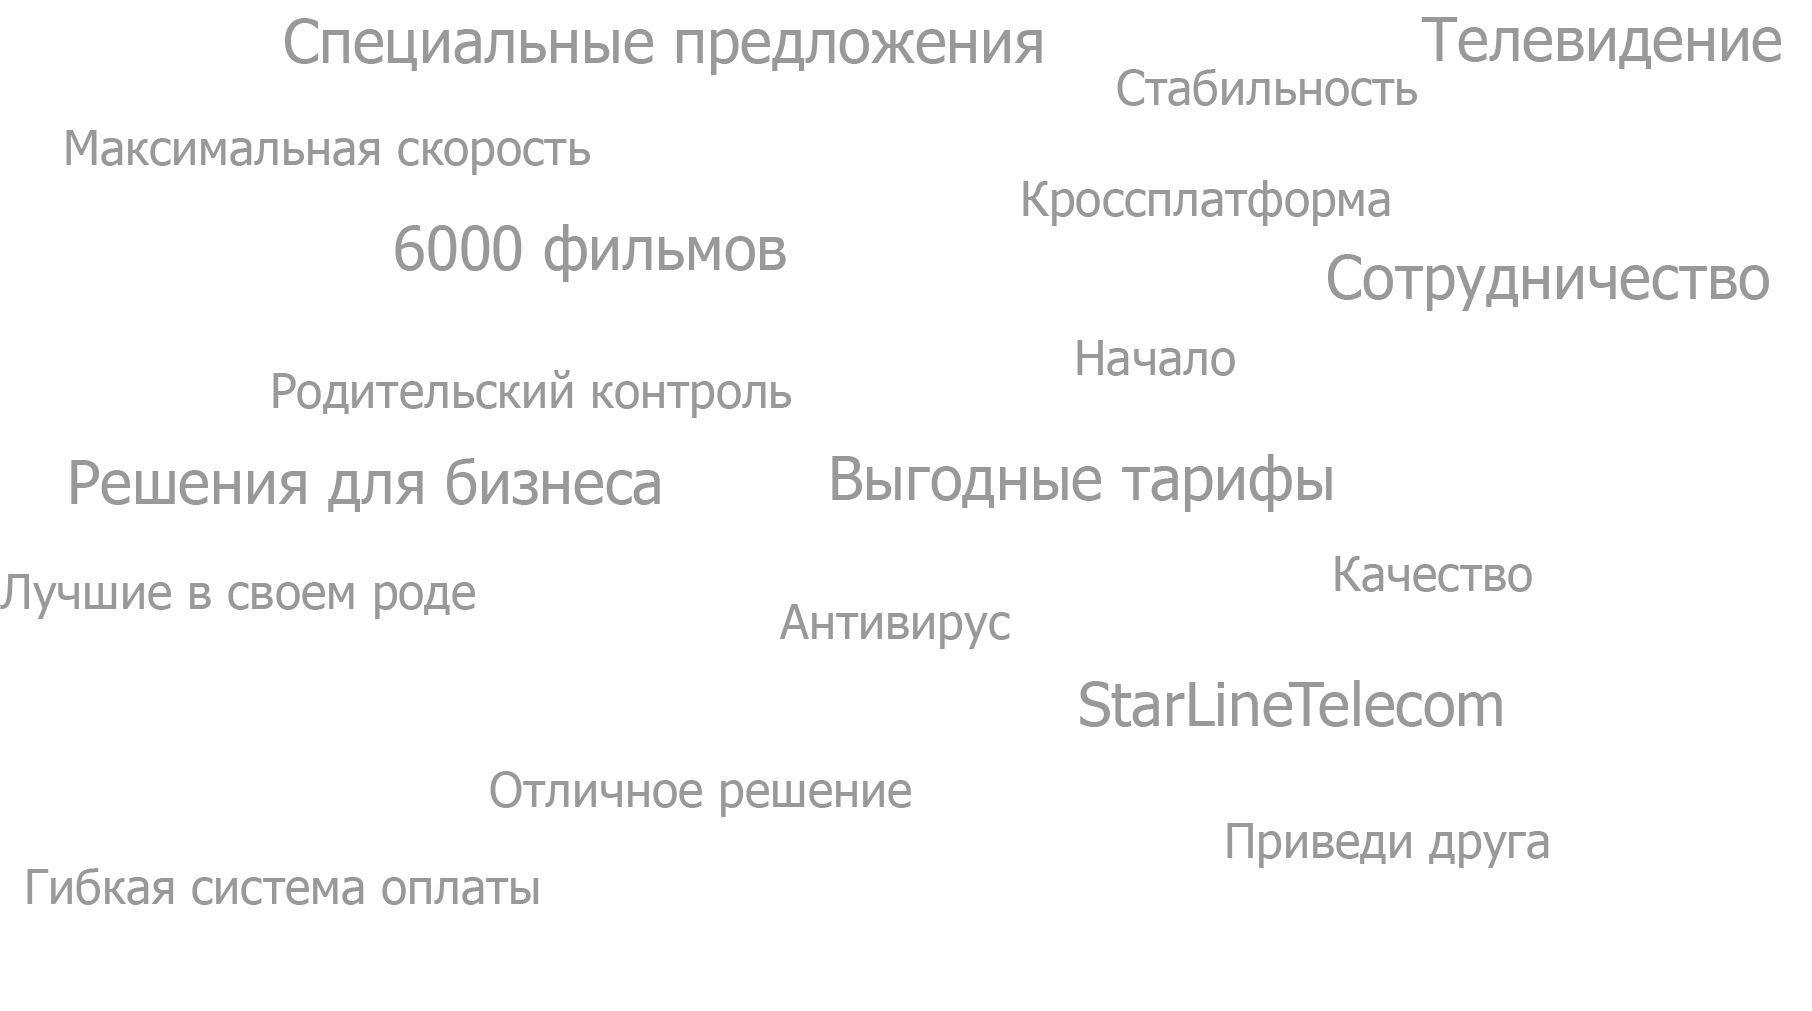 Специальные предложения
Телевидение
Стабильность
Максимальная скорость
Кроссплатформа
6000 фильмов
Сотрудничество
Начало
Родительский контроль
Решения для бизнеса
Выгодные тарифы
Качество
Лучшие в своем роде
Антивирус
StarLineTelecom
Отличное решение
Приведи друга
Гибкая система оплаты